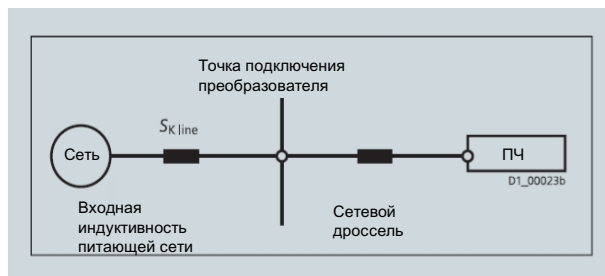 Точка подключения
преобразователя
S_K line
Сеть
ПЧ
D1_00023b
Входная
индуктивность
питающей сети
Сетевой
дроссель